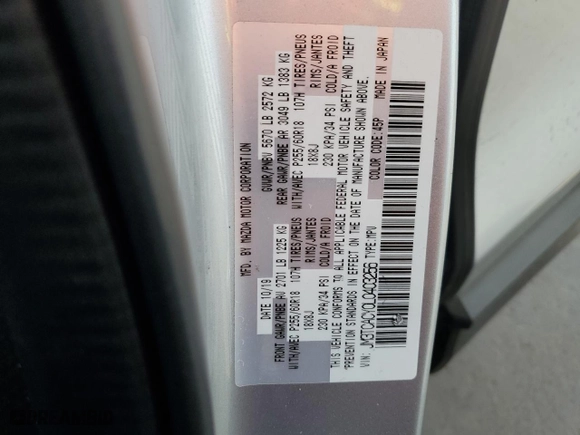 MFD. BY MAZDA MOTOR CORPORATION
DATE 10/19 GVWR/PNBV 5670 LB 2572 KG
FRONT GAWR/PNBE AV 2701 LB 1225 KG REAR GAWR/PNBE AR 3049 LB 1383 KG
WITH/AVEC P255/60R18 107H TIRES/PNEUS WITH/AVEC P255/60R18 107H TIRES/PNEUS
18X8J RIMS/JANTES 18X8J RIMS/JANTES
230 KPA/34 PSI COLD/A FROID 230 KPA/34 PSI COLD/A FROID
THIS VEHICLE CONFORMS TO ALL APPLICABLE FEDERAL MOTOR VEHICLE SAFETY AND THEFT
PREVENTION STANDARDS IN EFFECT ON THE DATE OF MANUFACTURE SHOWN ABOVE.
VIN: JM3TCACY0L0403256 TYPE:MPV COLOR CODE:45P MADE IN JAPAN